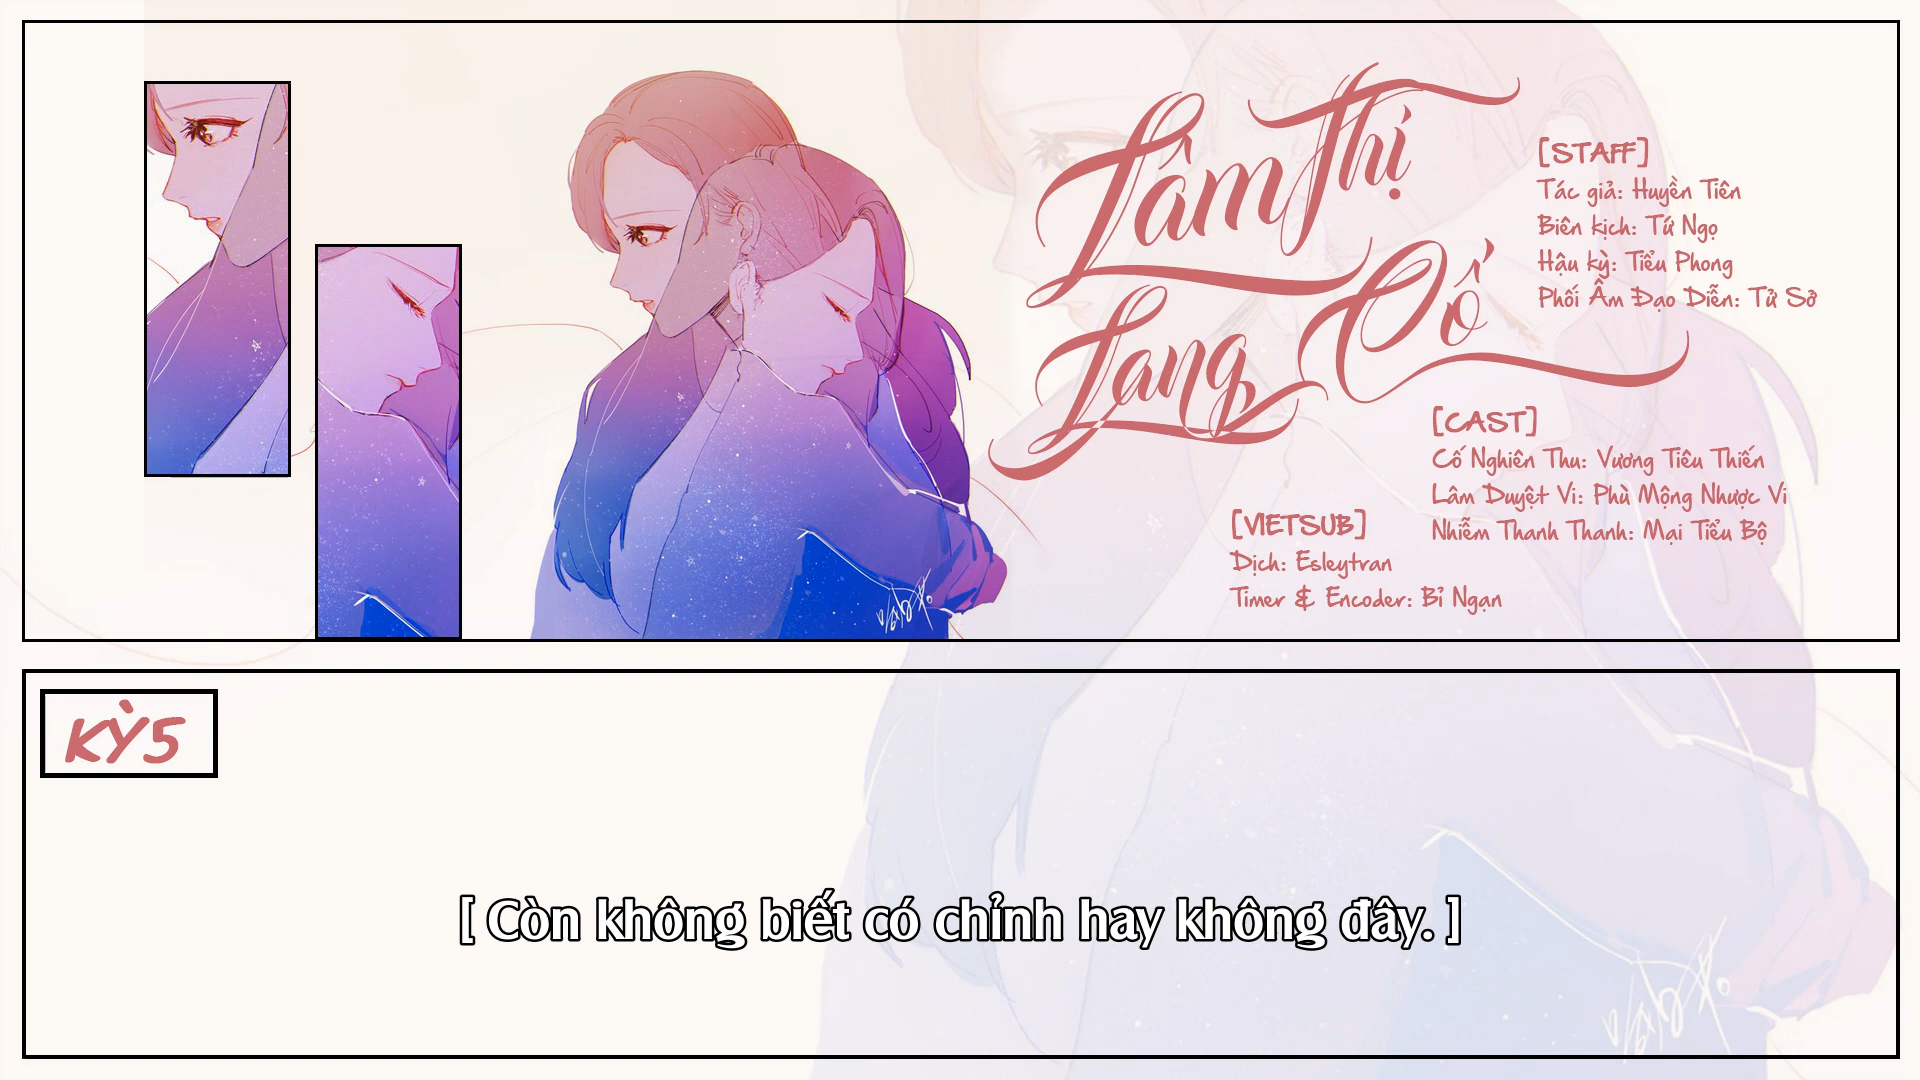 Lâm Thị
Lang Cố
[STAFF]
Tác giả: Huyền Tiên
Biên kịch: Tứ Ngọ
Hậu kỳ: Tiểu Phong
Phối Âm Đạo Diễn: Tử Sở
[CAST]
Cố Nghiên Thu: Vương Tiêu Thiến
Lâm Duyệt Vi: Phù Mộng Nhược Vi
Nhiễm Thanh Thanh: Mại Tiểu Bộ
[VIETSUB]
Dịch: Esleytran
Timer & Encoder: Bỉ Ngạn
KỲ5
[ Còn không biết có chỉnh hay không đây. ]